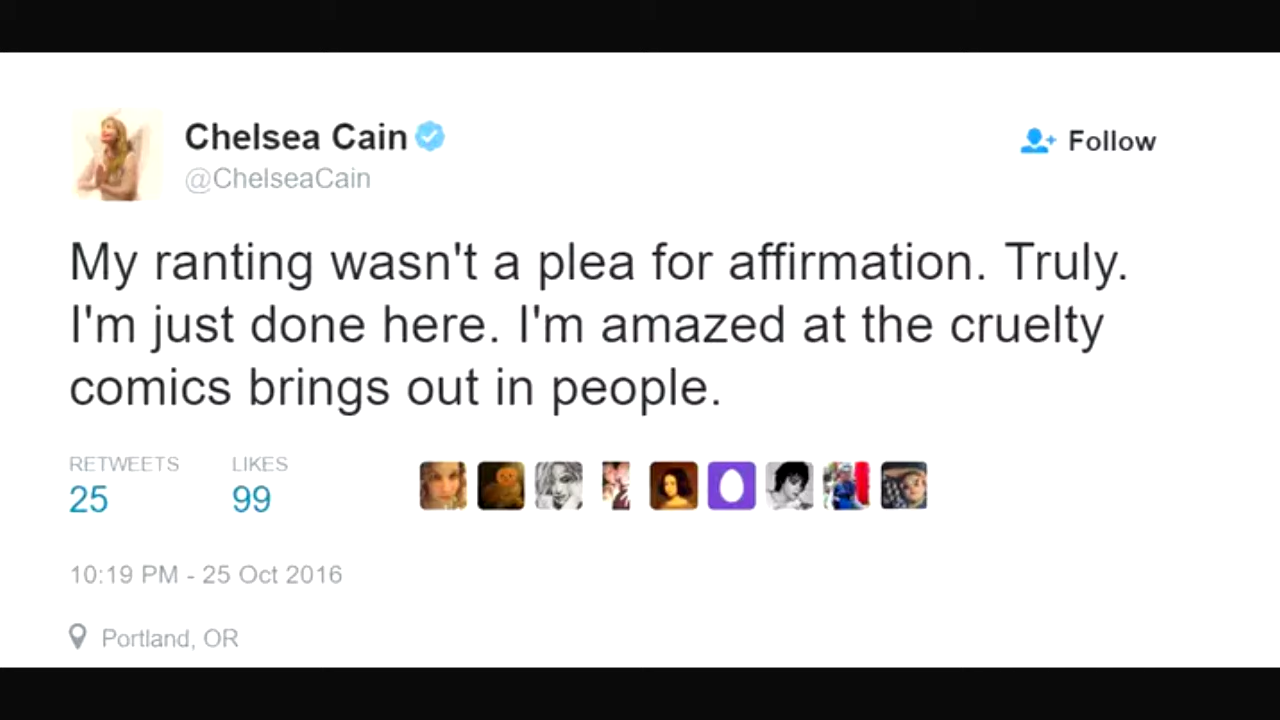 Chelsea Cain
@ChelseaCain
Follow
My ranting wasn't a plea for affirmation. Truly.
I'm just done here. I'm amazed at the cruelty
comics brings out in people.
RETWEETS LIKES
25 99
10:19 PM - 25 Oct 2016
Portland, OR